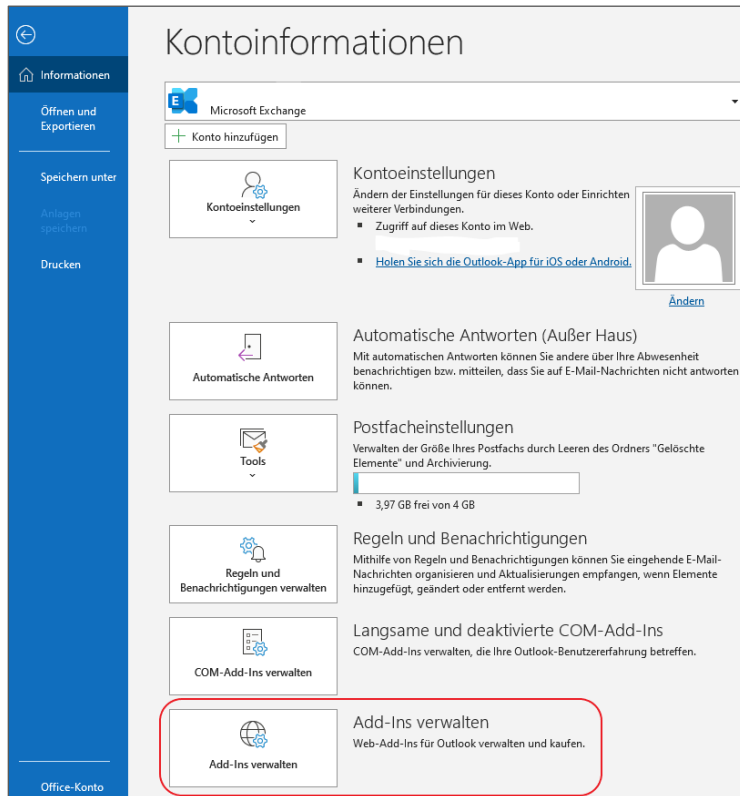 Kontoinformationen
Informationen
Öffnen und
Exportieren
Speichern unter
Anlagen
speichern
Drucken
Office-Konto
E
Microsoft Exchange
Konto hinzufügen
Kontoeinstellungen
Kontoeinstellungen
Ändern der Einstellungen für dieses Konto oder Einrichten
weiterer Verbindungen.
Zugriff auf dieses Konto im Web.
Holen Sie sich die Outlook-App für iOS oder Android.
Ändern
Automatische Antworten
Automatische Antworten (Außer Haus)
Mit automatischen Antworten können Sie andere über Ihre Abwesenheit
benachrichtigen bzw. mitteilen, dass Sie auf E-Mail-Nachrichten nicht antworten
können.
Tools
Postfacheinstellungen
Verwalten der Größe Ihres Postfachs durch Leeren des Ordners "Gelöschte
Elemente" und Archivierung.
3,97 GB frei von 4 GB
Regeln und
Benachrichtigungen verwalten
Regeln und Benachrichtigungen
Mithilfe von Regeln und Benachrichtigungen können Sie eingehende E-Mail-
Nachrichten organisieren und Aktualisierungen empfangen, wenn Elemente
hinzugefügt, geändert oder entfernt werden.
COM-Add-Ins verwalten
Langsame und deaktivierte COM-Add-Ins
COM-Add-Ins verwalten, die Ihre Outlook-Benutzererfahrung betreffen.
Add-Ins verwalten
Add-Ins verwalten
Web-Add-Ins für Outlook verwalten und kaufen.